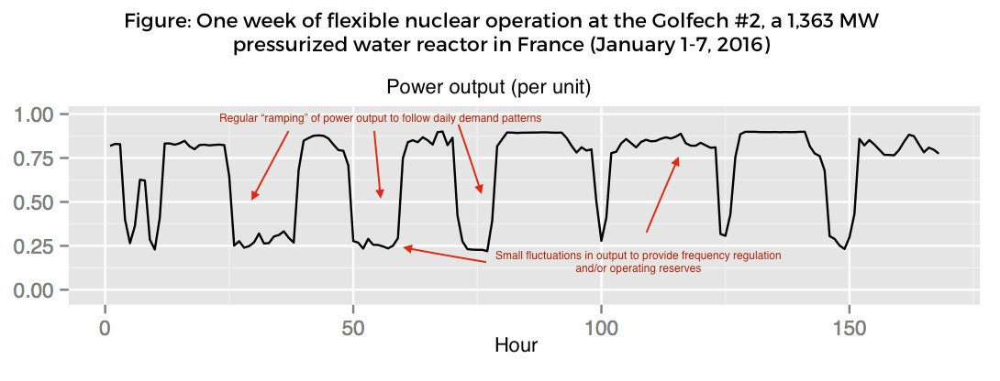 Figure: One week of flexible nuclear operation at the Golfech #2, a 1,363 MW
pressurized water reactor in France (January 1-7, 2016)
Power output (per unit)
1.00
Regular “ramping” of power output to follow daily demand patterns
0.75
0.50
0.25
Small fluctuations in output to provide frequency regulation
and/or operating reserves
0.00
0 50 100 150
Hour